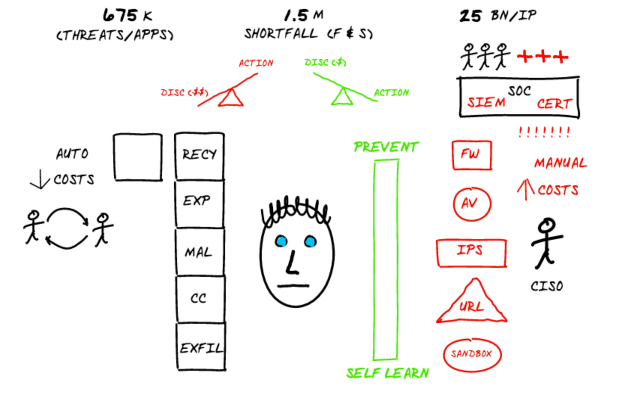 675 K
(THREATS/APPS)
1.5 M
SHORTFALL (F & S)
25 BN/IP
ACTION
DISC ($$)
DISC ($)
ACTION
+++
SOC
SIEM
CERT
!!!!!!!
AUTO
↓ COSTS
RECY
EXP
MAL
CC
EXFIL
PREVENT
SELF LEARN
FW
AV
IPS
URL
SANDBOX
MANUAL
↑ COSTS
CISO